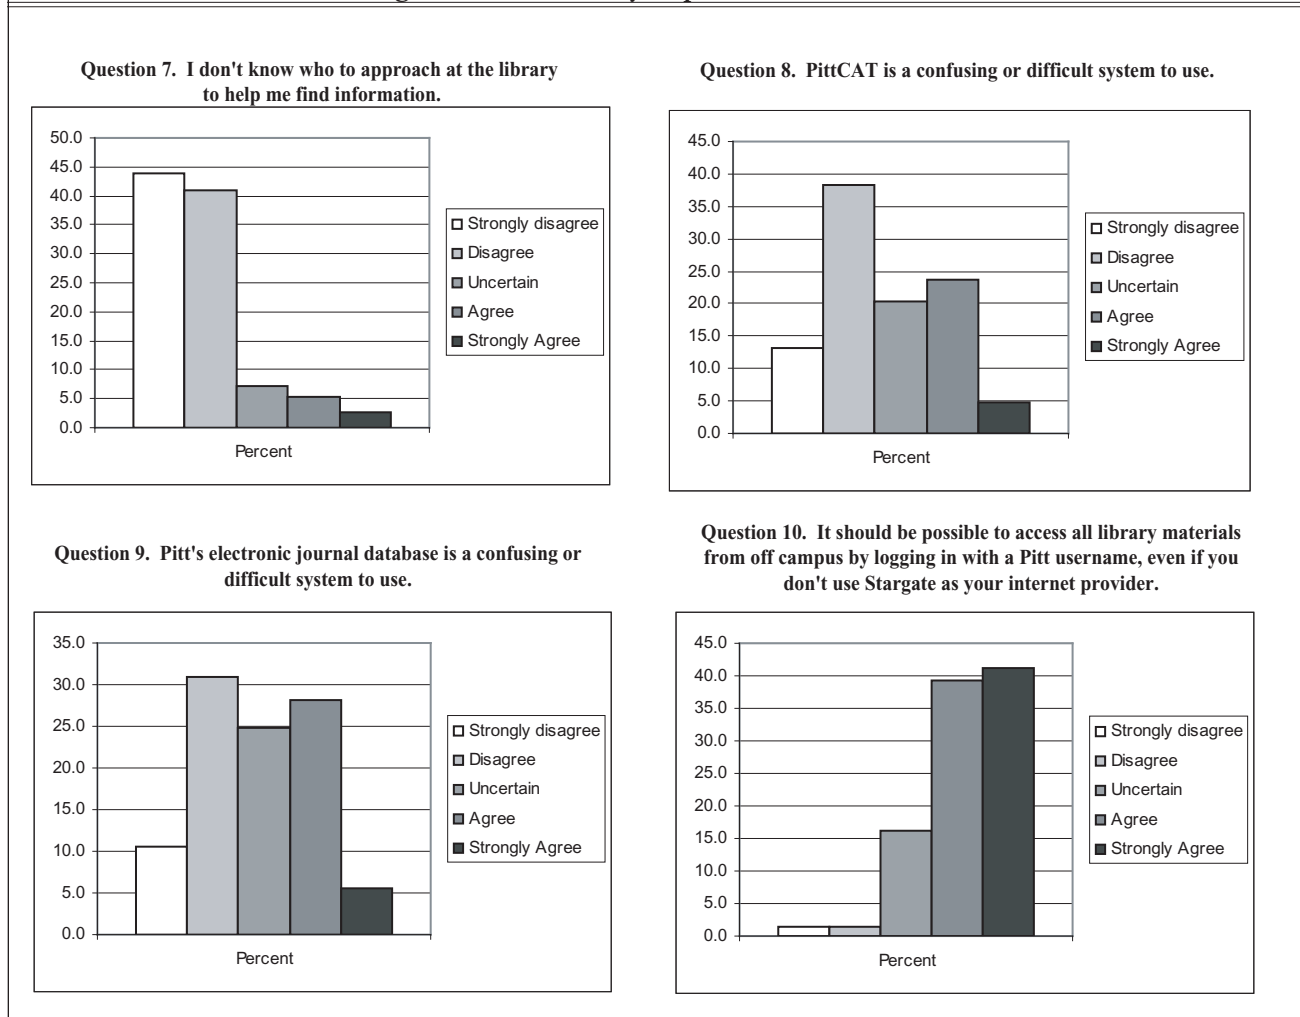 Question 7.  I don't know who to approach at the library
to help me find information.
50.0
45.0
40.0
35.0
30.0
25.0
20.0
15.0
10.0
5.0
0.0
Percent
Strongly disagree
Disagree
Uncertain
Agree
Strongly Agree
Question 8.  PittCAT is a confusing or difficult system to use.
45.0
40.0
35.0
30.0
25.0
20.0
15.0
10.0
5.0
0.0
Percent
Strongly disagree
Disagree
Uncertain
Agree
Strongly Agree
Question 9.  Pitt's electronic journal database is a confusing or
difficult system to use.
35.0
30.0
25.0
20.0
15.0
10.0
5.0
0.0
Percent
Strongly disagree
Disagree
Uncertain
Agree
Strongly Agree
Question 10.  It should be possible to access all library materials
from off campus by logging in with a Pitt username, even if you
don't use Stargate as your internet provider.
45.0
40.0
35.0
30.0
25.0
20.0
15.0
10.0
5.0
0.0
Percent
Strongly disagree
Disagree
Uncertain
Agree
Strongly Agree